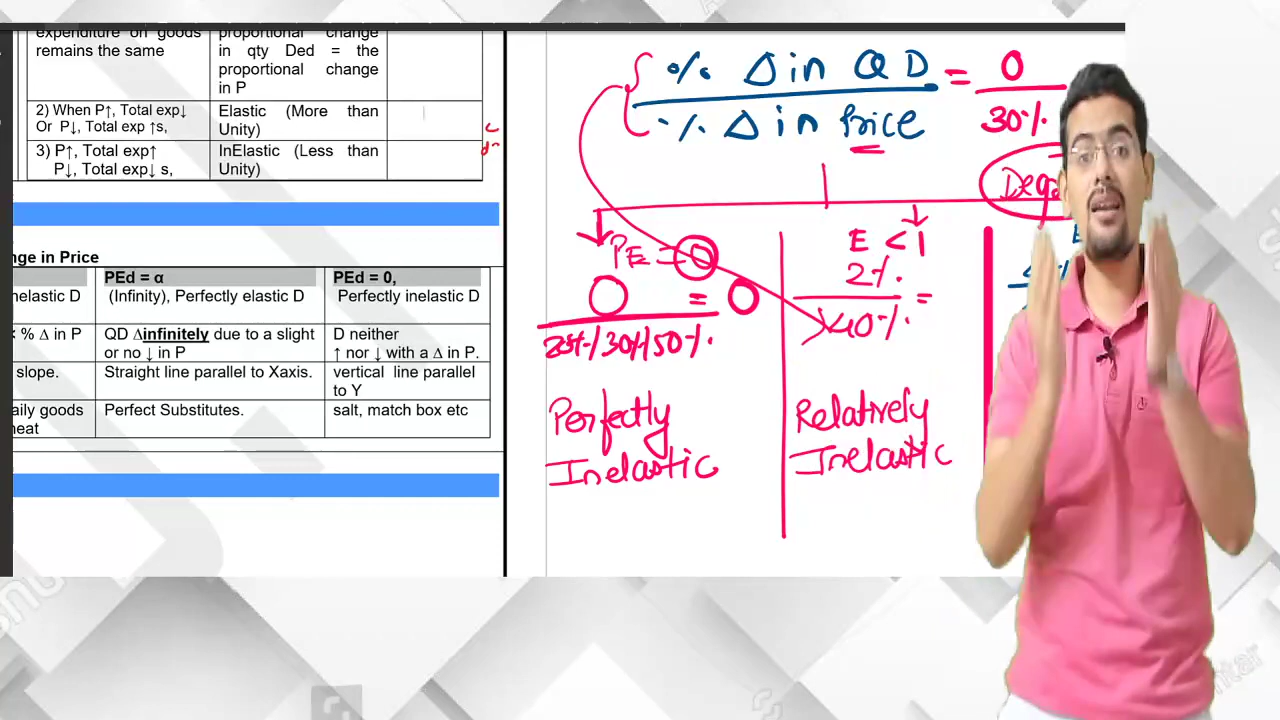 expenditure on goods
remains the same
proportional change
in qty Ded = the
proportional change
in P
2) When P↑, Total exp↓
Or P↓, Total exp ↑s,
Elastic (More than
Unity)
3) P↑, Total exp↑
P↓, Total exp↓ s,
InElastic (Less than
Unity)
nge in Price
PEd = α
PEd = 0,
nelastic D
(Infinity), Perfectly elastic D
Perfectly inelastic D
% Δ in P
QD Δinfinitely due to a slight
or no ↓ in P
D neither
↑ nor ↓ with a Δ in P.
slope.
Straight line parallel to Xaxis.
vertical line parallel
to Y
aily goods
eat
Perfect Substitutes.
salt, match box etc
% Δ in QD = 0
% Δ in Price 30%
PE = 0
0 = 0
25%/30%/50%.
Perfectly
Inelastic
E < 1
2%.
40%. =
Relatively
Inelastic